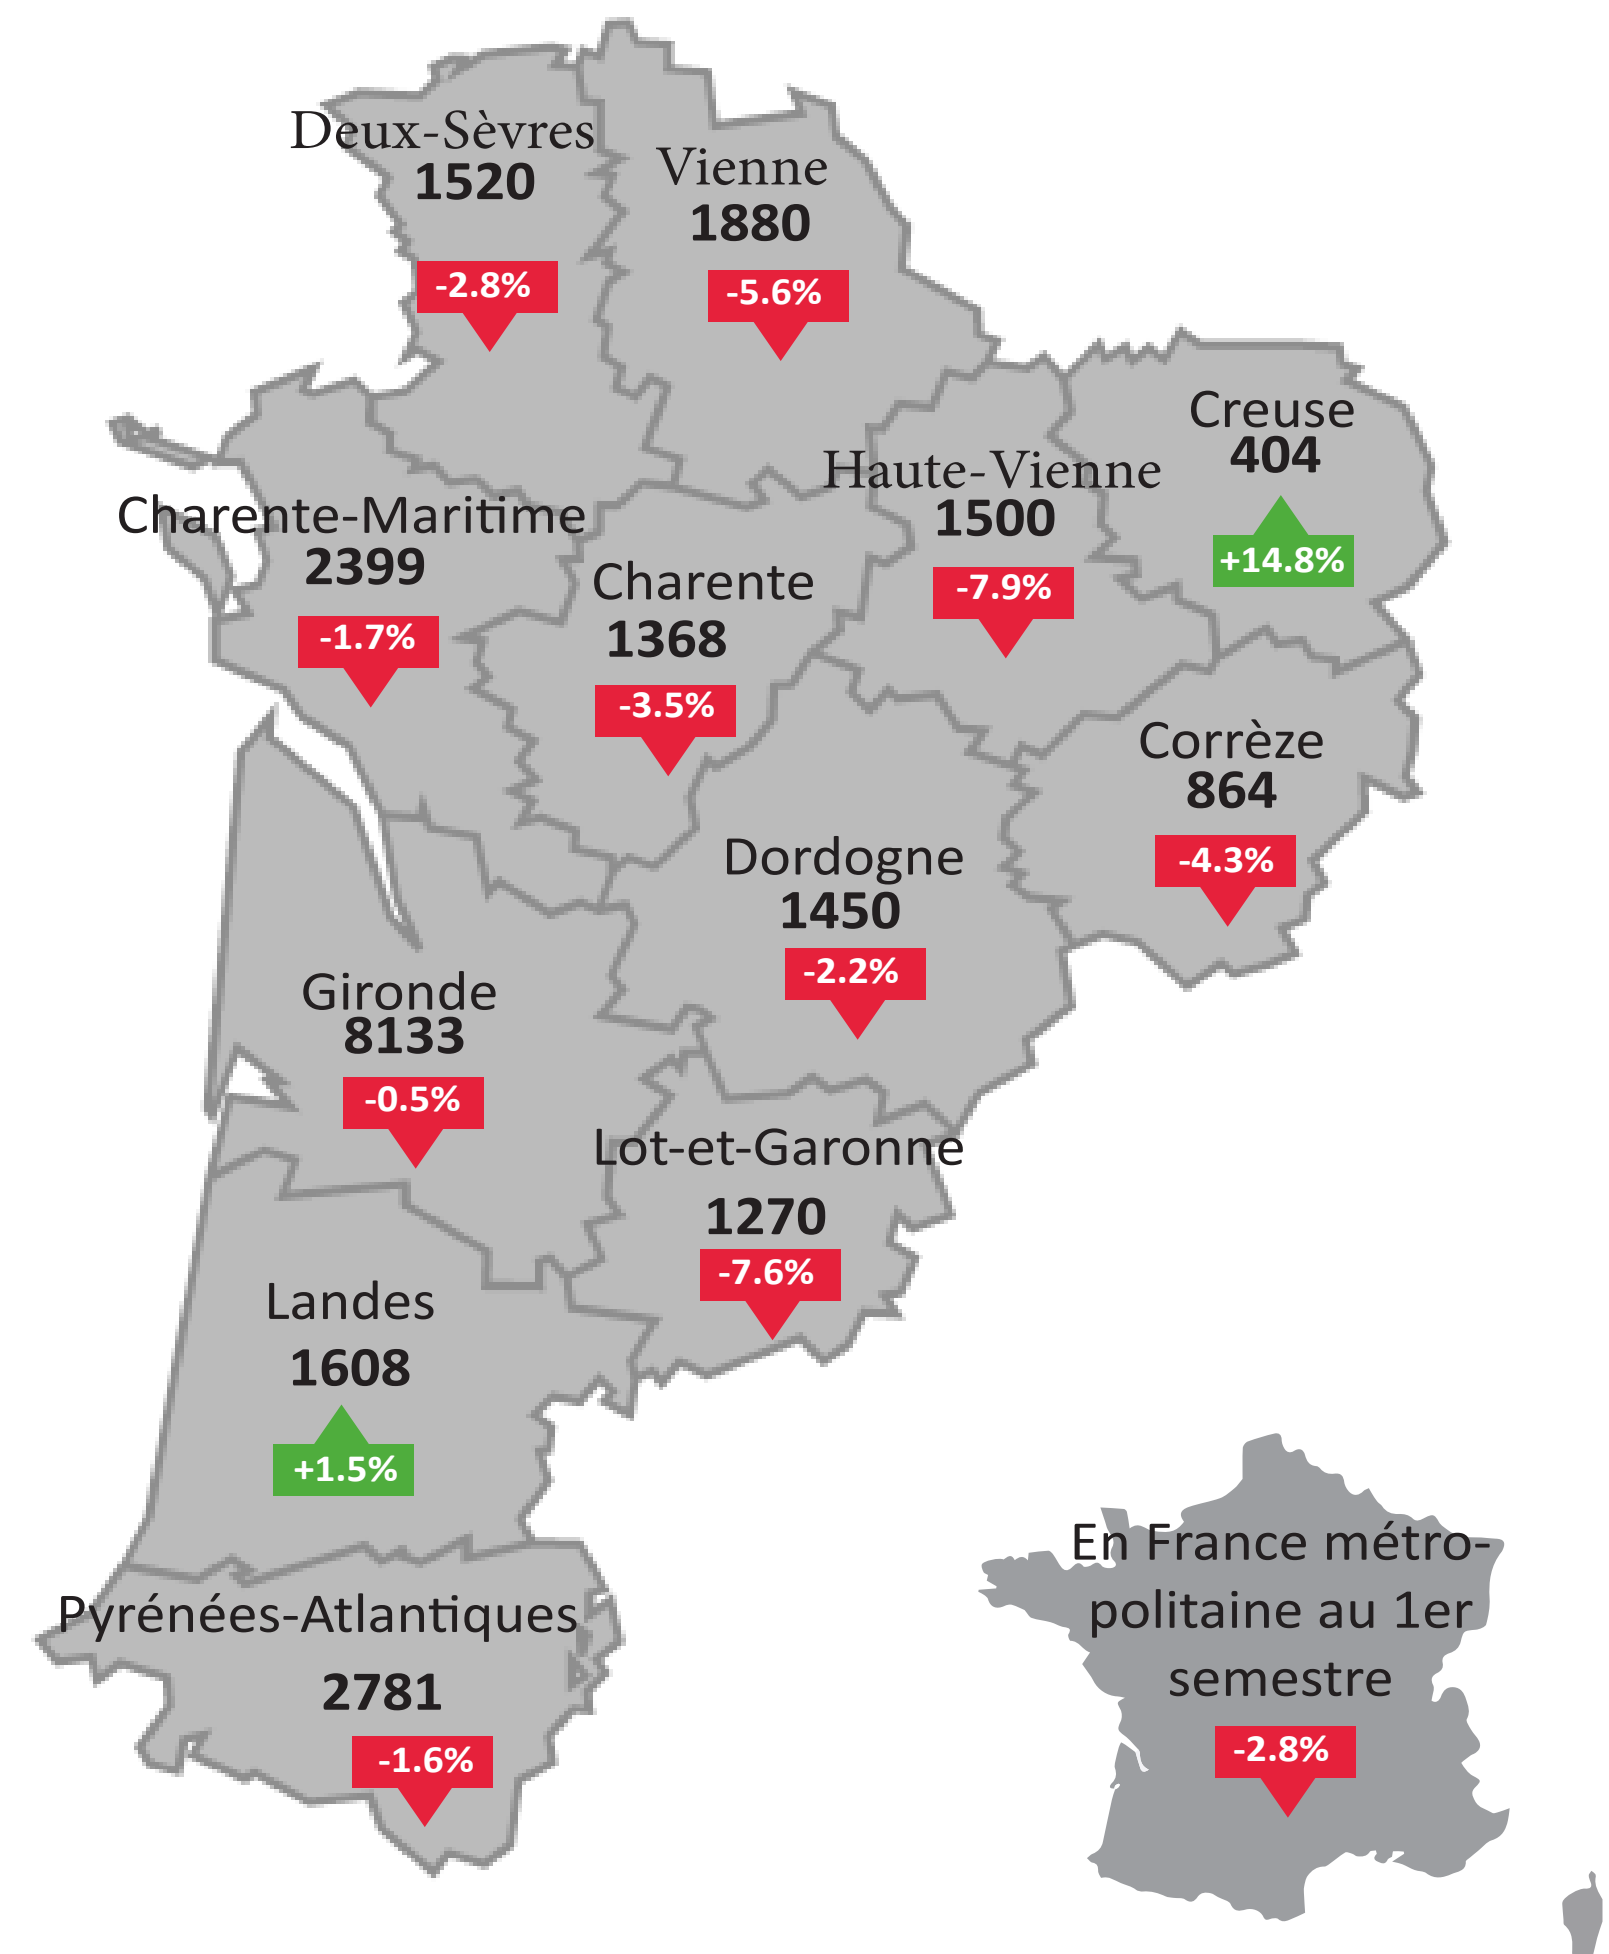 Deux-Sèvres
1520
-2.8%
Vienne
1880
-5.6%
Creuse
404
+14.8%
Haute-Vienne
1500
-7.9%
Charente-Maritime
2399
-1.7%
Charente
1368
-3.5%
Corrèze
864
-4.3%
Dordogne
1450
-2.2%
Gironde
8133
-0.5%
Lot-et-Garonne
1270
-7.6%
Landes
1608
+1.5%
Pyrénées-Atlantiques
2781
-1.6%
En France métro-
politaine au 1er
semestre
-2.8%